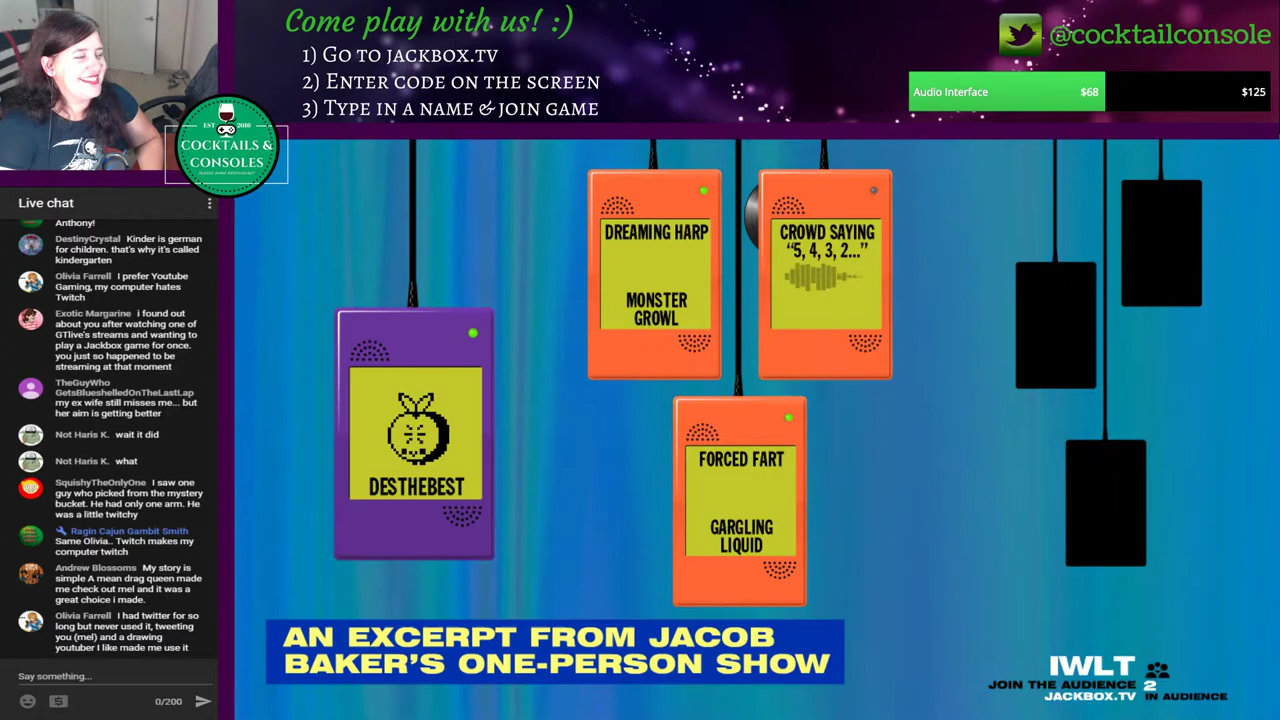 Come play with us! :)
1) Go to jackbox.tv
2) Enter code on the screen
3) Type in a name & join game
@cocktailconsole
Audio Interface $68 $125
EST 2016
COCKTAILS &
CONSOLES
Live chat
Anthony!
DestinyCrystal Kinder is german
for children. that's why it's called
kindergarten
Olivia Farrell I prefer Youtube
Gaming, my computer hates
Twitch
Exotic Margarine i found out
about you after watching one of
GTlive's streams and wanting to
play a Jackbox game for once.
you just so happened to be
streaming at that moment
TheGuyWho
GetsBlueshelledOnTheLastLap
my ex wife still misses me... but
her aim is getting better
Not Haris K. wait it did
Not Haris K. what
SquishyTheOnlyOne I saw one
guy who picked from the mystery
bucket. He had only one arm. He
was a little twitchy
Ragin Cajun Gambit Smith
Same Olivia.. Twitch makes my
computer twitch
Andrew Blossoms My story is
simple A mean drag queen made
me check out mel and it was a
great choice i made.
Olivia Farrell I had twitter for so
long but never used it, tweeting
you (mel) and a drawing
youtuber I like made me use it
Say something...
0/200
DESTHEBEST
DREAMING HARP
MONSTER
GROWL
CROWD SAYING
“5, 4, 3, 2...”
FORCED FART
GARGLING
LIQUID
AN EXCERPT FROM JACOB
BAKER'S ONE-PERSON SHOW
IWLT
JOIN THE AUDIENCE 2
JACKBOX.TV IN AUDIENCE